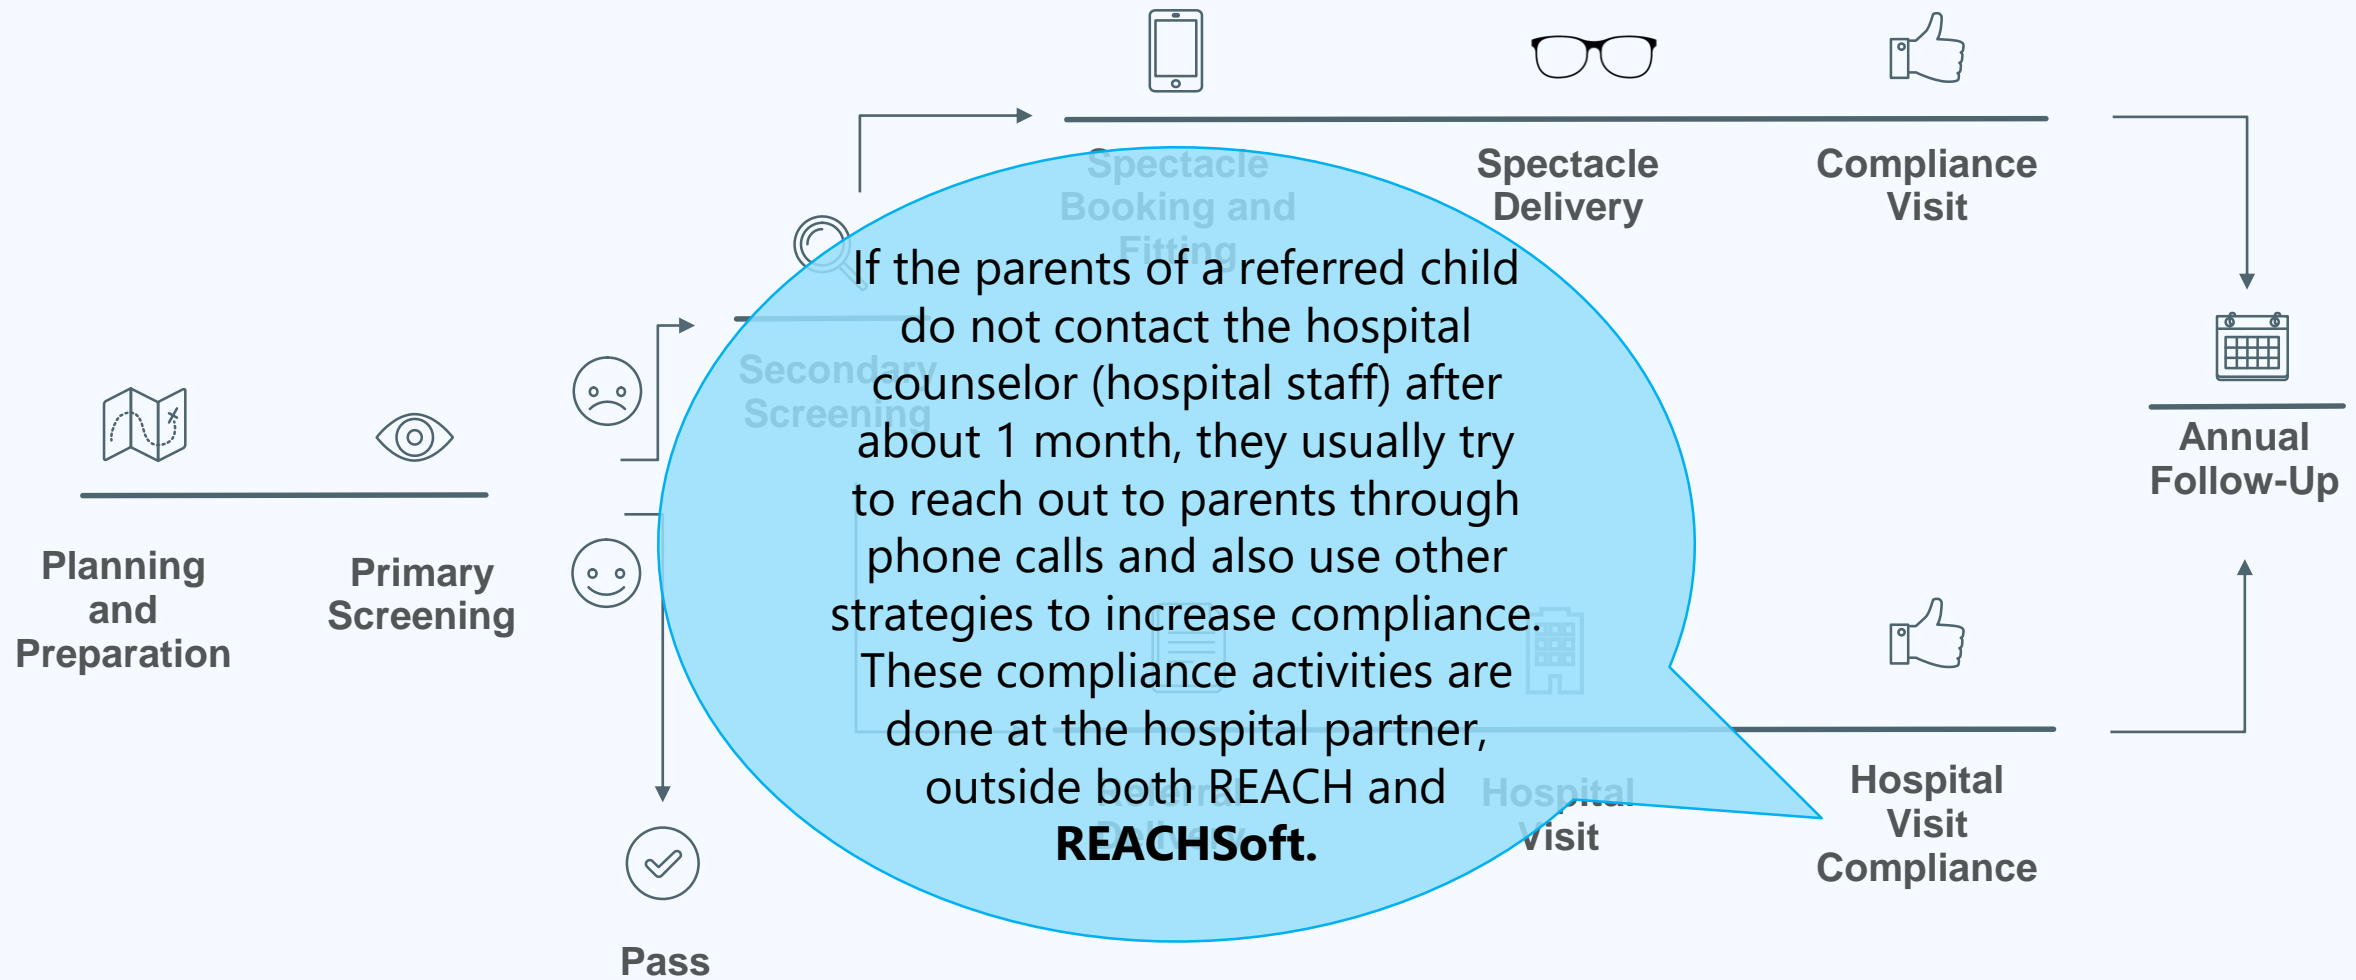 Spectacle
Booking and
Fitting
Spectacle
Delivery
Compliance
Visit
Secondary
Screening
If the parents of a referred child
do not contact the hospital
counselor (hospital staff) after
about 1 month, they usually try
to reach out to parents through
phone calls and also use other
strategies to increase compliance.
These compliance activities are
done at the hospital partner,
outside both REACH and
REACHSoft.
Annual
Follow-Up
Planning
and
Preparation
Primary
Screening
Referral
Delivery
Hospital
Visit
Hospital
Visit
Compliance
Pass